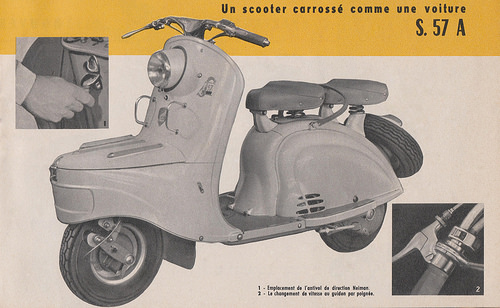 Un scooter carrossé comme une voiture
S. 57 A
1
1 - Emplacement de l'antivol de direction Neiman.
2 - Le changement de vitesse au guidon par poignée.
2